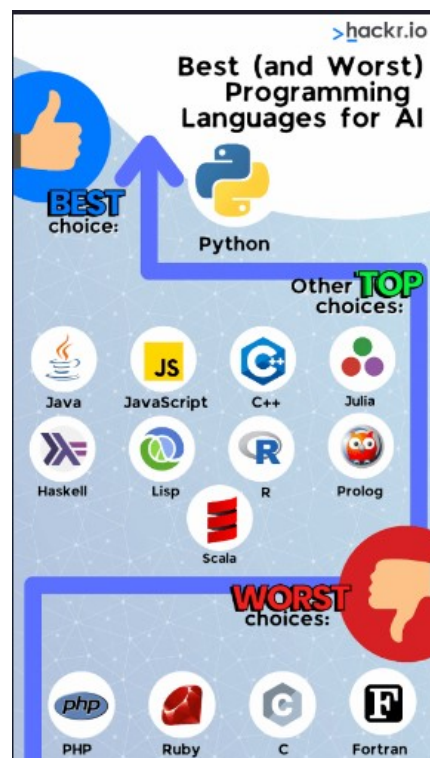 >hackr.io
Best (and Worst)
Programming
Languages for AI
BEST
choice:
Python
Other TOP
choices:
JS
C++
Java JavaScript C++ Julia
R
Haskell Lisp R Prolog
Scala
WORST
choices:
php C F
PHP Ruby C Fortran